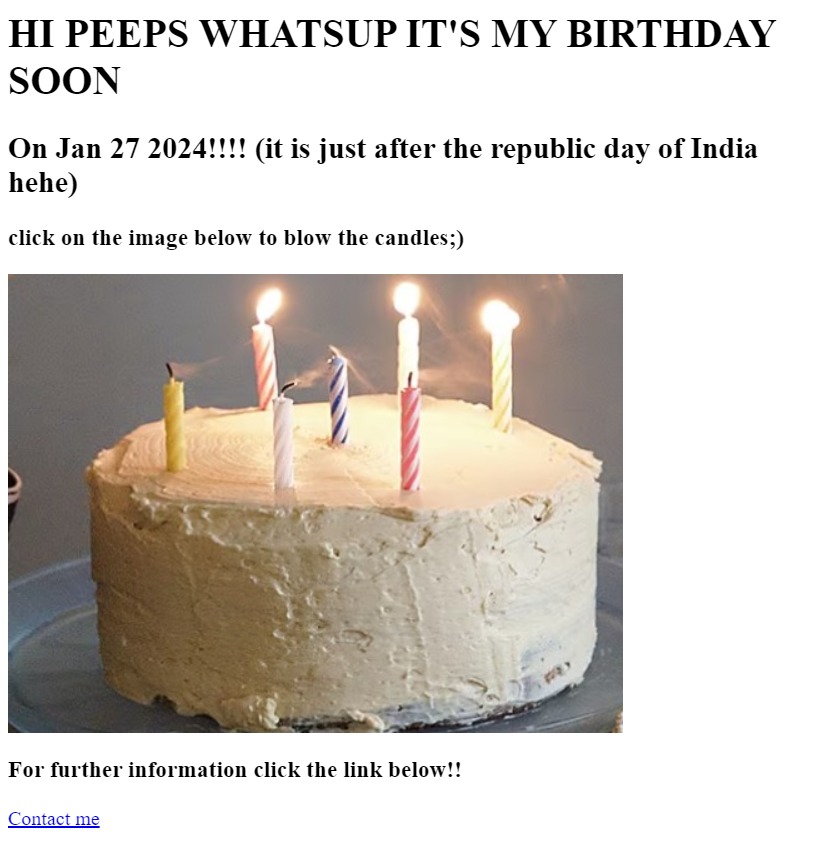 HI PEEPS WHATSUP IT'S MY BIRTHDAY
SOON
On Jan 27 2024!!!! (it is just after the republic day of India
hehe)
click on the image below to blow the candles;)
For further information click the link below!!
Contact me